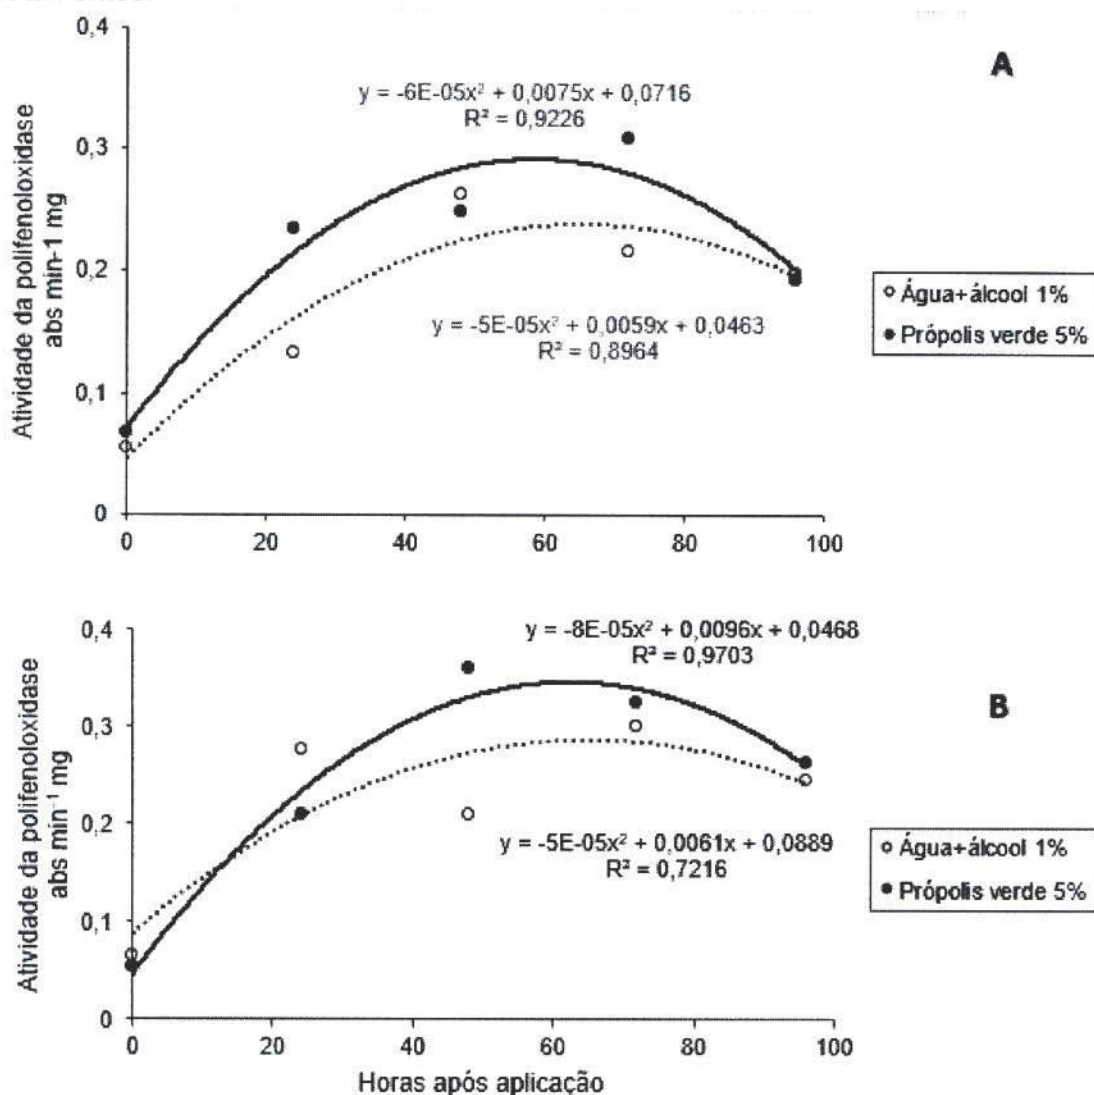 0,4
A
y = -6E-05x² + 0,0075x + 0,0716
R² = 0,9226
0,3
0,2
Atividade da polifenoloxidase
abs min-1 mg
Água+álcool 1%
Própolis verde 5%
y = -5E-05x² + 0,0059x + 0,0463
R² = 0,8964
0,1
0
0 20 40 60 80 100
0,4
y = -8E-05x² + 0,0096x + 0,0468
R² = 0,9703
B
0,3
0,2
Atividade da polifenoloxidase
abs min⁻¹ mg
Água+álcool 1%
Própolis verde 5%
y = -5E-05x² + 0,0061x + 0,0889
R² = 0,7216
0,1
0
0 20 40 60 80 100
Horas após aplicação